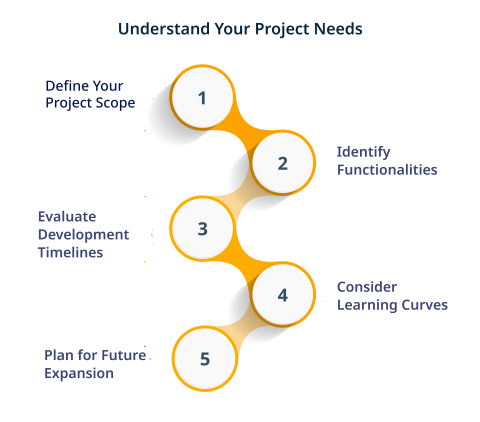 Understand Your Project Needs
Define Your
Project Scope
1
2
Identify
Functionalities
Evaluate
Development
Timelines
3
4
Consider
Learning Curves
Plan for Future
Expansion
5